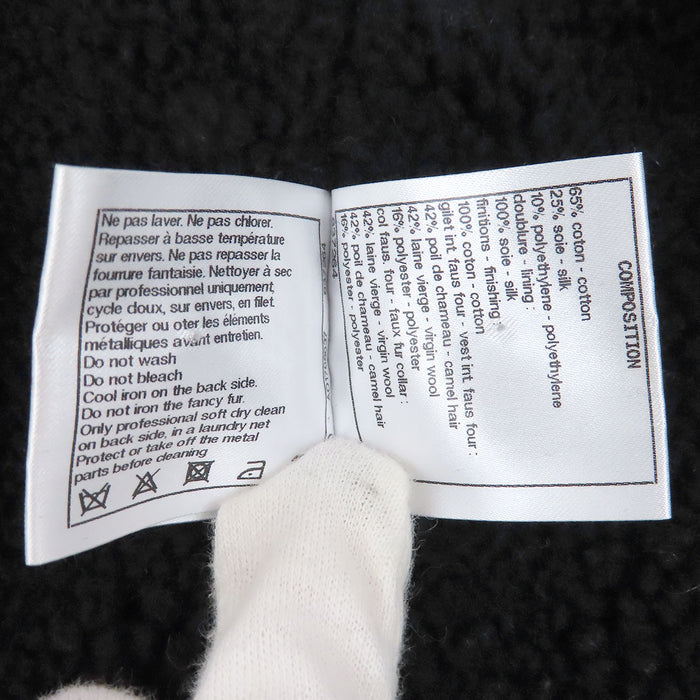 Ne pas laver. Ne pas chlorer.
Repasser à basse température
sur envers. Ne pas repasser la
fourrure fantaisie. Nettoyer à sec
par professionnel uniquement,
cycle doux, sur envers, en filet.
Protéger ou oter les éléments
métalliques avant entretien.
Do not wash
Do not bleach
Cool iron on the back side.
Do not iron the fancy fur.
Only professional soft dry clean
on back side, in a laundry net
Protect or take off the metal
parts before cleaning
COMPOSITION
65% coton - cotton
25% soie - silk
10% polyethylene - polyethylene
doublure - lining :
100% soie - silk
finitions - finishing
100% coton - cotton
gilet int. faus four - vest int. faus four :
42% poil de chameau - camel hair
42% laine vierge - virgin wool
16% polyester - polyester
col faus. four - faux fur collar :
42% laine vierge - virgin wool
42% poil de chameau - camel hair
16% polyester - polyester